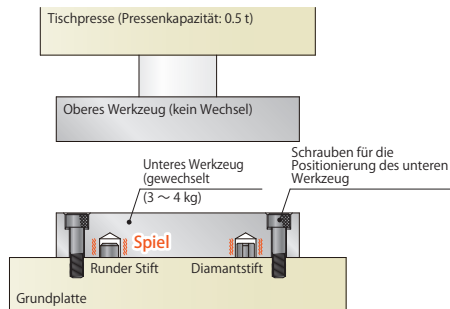 Tischpresse (Pressenkapazität: 0.5 t)
Oberes Werkzeug (kein Wechsel)
Unteres Werkzeug
(gewechselt
(3 ～ 4 kg)
Schrauben für die
Positionierung des unteren
Werkzeug
Spiel
Runder Stift
Diamantstift
Grundplatte